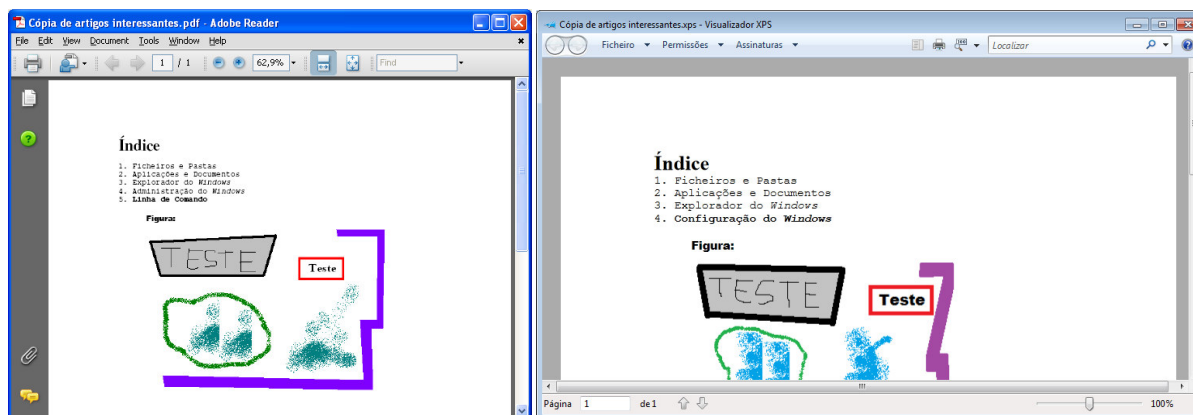 Cópia de artigos interessantes.pdf - Adobe Reader
File Edit View Document Tools Window Help
1 / 1 62,9% Find
Índice
1. Ficheiros e Pastas
2. Aplicações e Documentos
3. Explorador do Windows
4. Administração do Windows
5. Linha de Comando
Figura:
TESTE
Teste
Cópia de artigos interessantes.xps - Visualizador XPS
Ficheiro Permissões Assinaturas Localizar
Índice
1. Ficheiros e Pastas
2. Aplicações e Documentos
3. Explorador do Windows
4. Configuração do Windows
Figura:
TESTE
Teste
Página 1 de 1 100%